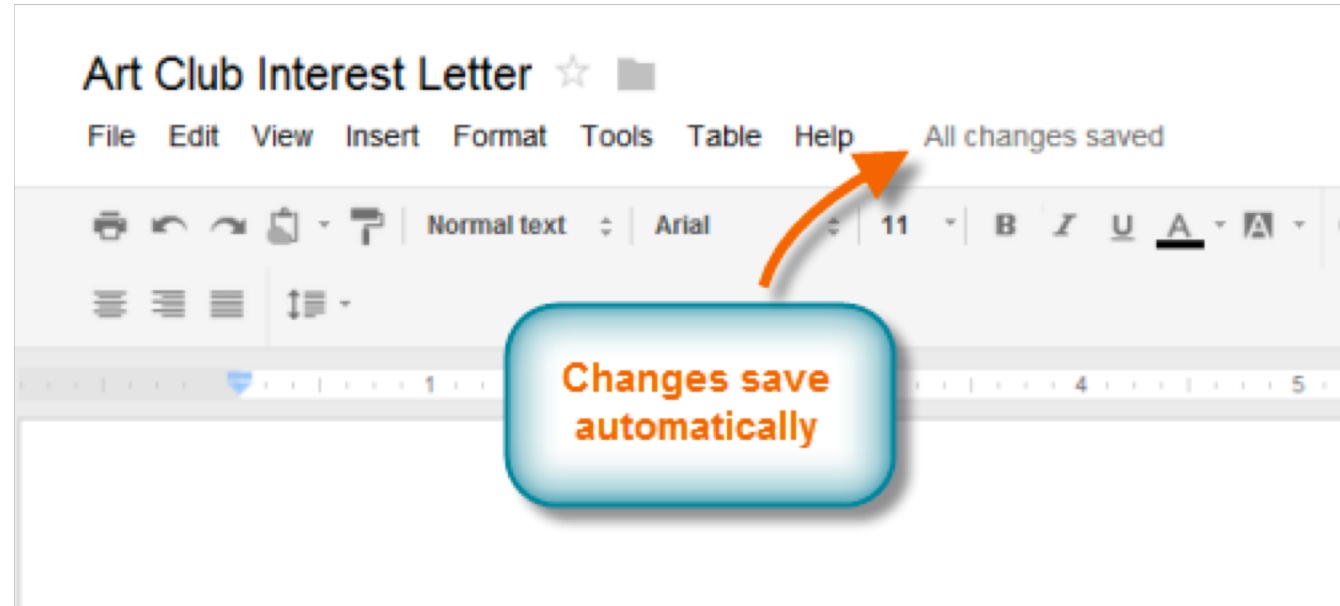 Art Club Interest Letter
File Edit View Insert Format Tools Table Help All changes saved
Normal text Arial 11 B I U A A
1 4 5
Changes save
automatically